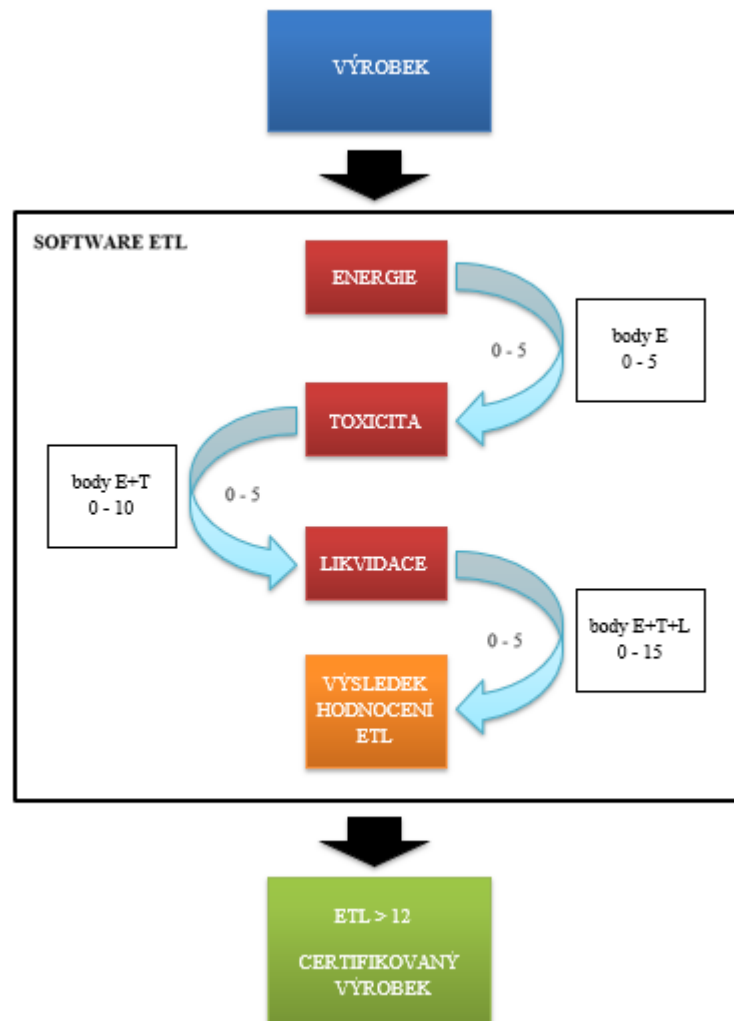 VÝROBEK
SOFTWARE ETL
ENERGIE
0 - 5
body E
0 - 5
TOXICITA
body E+T
0 - 10
0 - 5
LIKVIDACE
0 - 5
body E+T+L
0 - 15
VÝSLEDEK
HODNOCENÍ
ETL
ETL > 12
CERTIFIKOVANÝ
VÝROBEK